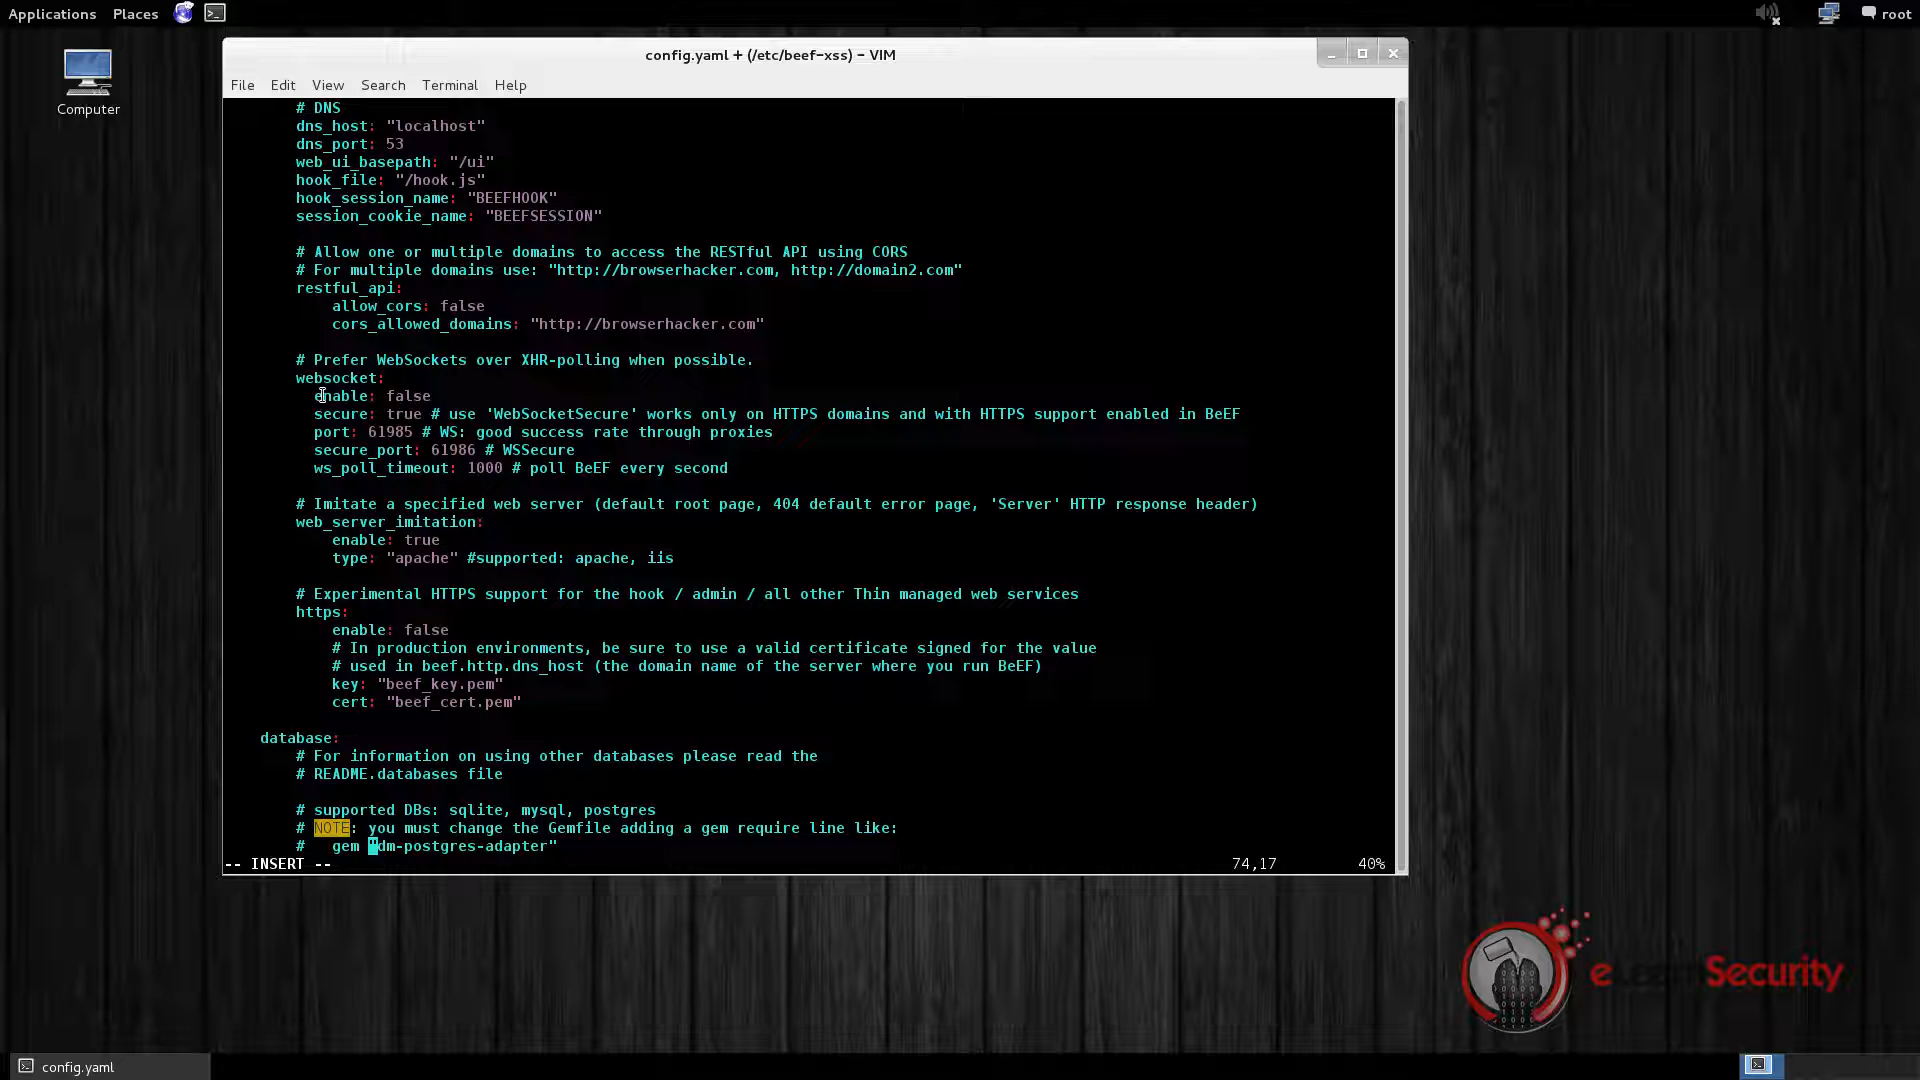 Applications Places root
Computer
config.yaml + (/etc/beef-xss) - VIM
File Edit View Search Terminal Help
# DNS
dns_host: "localhost"
dns_port: 53
web_ui_basepath: "/ui"
hook_file: "/hook.js"
hook_session_name: "BEEFHOOK"
session_cookie_name: "BEEFSESSION"
# Allow one or multiple domains to access the RESTful API using CORS
# For multiple domains use: "http://browserhacker.com, http://domain2.com"
restful_api:
allow_cors: false
cors_allowed_domains: "http://browserhacker.com"
# Prefer WebSockets over XHR-polling when possible.
websocket:
enable: false
secure: true # use 'WebSocketSecure' works only on HTTPS domains and with HTTPS support enabled in BeEF
port: 61985 # WS: good success rate through proxies
secure_port: 61986 # WSSecure
ws_poll_timeout: 1000 # poll BeEF every second
# Imitate a specified web server (default root page, 404 default error page, 'Server' HTTP response header)
web_server_imitation:
enable: true
type: "apache" #supported: apache, iis
# Experimental HTTPS support for the hook / admin / all other Thin managed web services
https:
enable: false
# In production environments, be sure to use a valid certificate signed for the value
# used in beef.http.dns_host (the domain name of the server where you run BeEF)
key: "beef_key.pem"
cert: "beef_cert.pem"
database:
# For information on using other databases please read the
# README.databases file
# supported DBs: sqlite, mysql, postgres
# NOTE: you must change the Gemfile adding a gem require line like:
# gem "dm-postgres-adapter"
-- INSERT -- 74,17 40%
eLearnSecurity
config.yaml